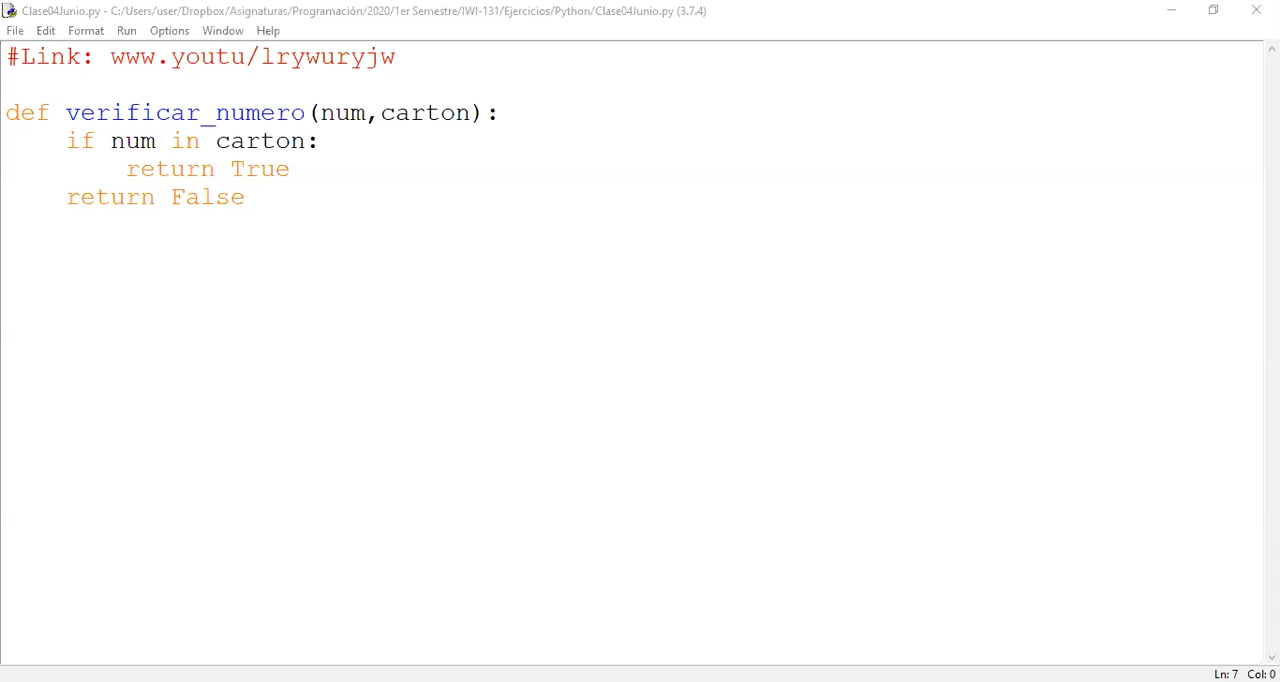 Clase04Junio.py - C:/Users/user/Dropbox/Asignaturas/Programación/2020/1er Semestre/IWI-131/Ejercicios/Python/Clase04Junio.py (3.7.4)
File Edit Format Run Options Window Help
#Link: www.youtu/lrywuryjw
def verificar_numero(num,carton):
    if num in carton:
        return True
    return False
Ln: 7 Col: 0